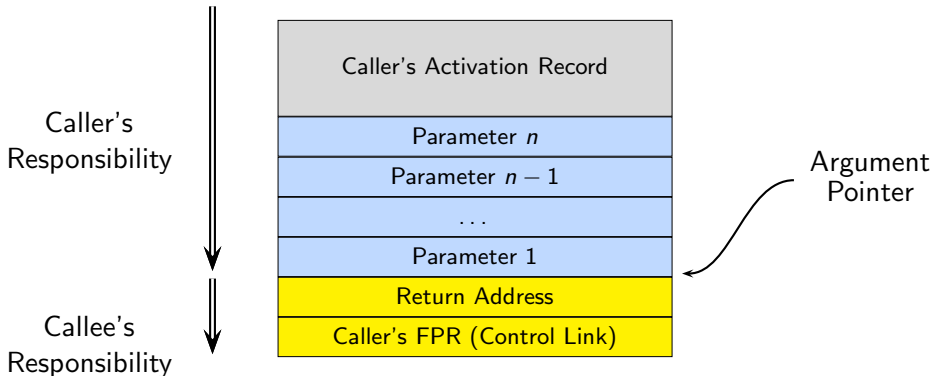 Caller's Activation Record
Parameter n
Parameter n − 1
. . .
Parameter 1
Return Address
Caller's FPR (Control Link)
Caller's
Responsibility
Callee's
Responsibility
Argument
Pointer